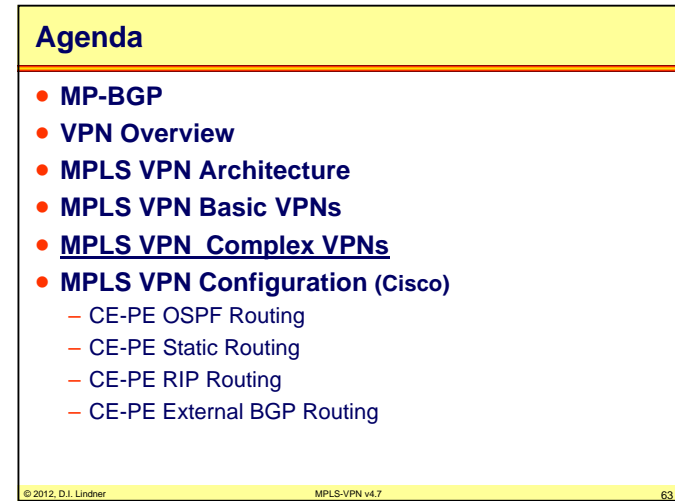 Agenda
• MP-BGP
• VPN Overview
• MPLS VPN Architecture
• MPLS VPN Basic VPNs
• MPLS VPN  Complex VPNs
• MPLS VPN Configuration (Cisco)
– CE-PE OSPF Routing
– CE-PE Static Routing
– CE-PE RIP Routing
– CE-PE External BGP Routing
© 2012, D.I. Lindner MPLS-VPN v4.7 63